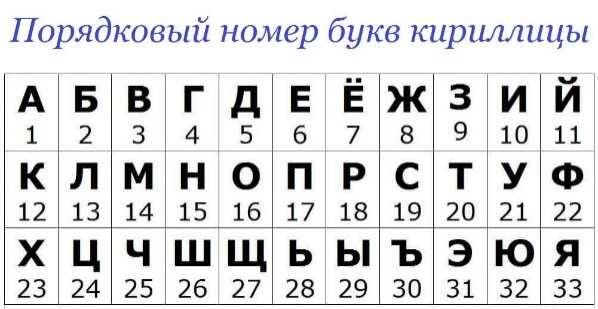 Порядковый номер букв кириллицы
А Б В Г Д Е Ё Ж З И Й
1 2 3 4 5 6 7 8 9 10 11
К Л М Н О П Р С Т У Ф
12 13 14 15 16 17 18 19 20 21 22
Х Ц Ч Ш Щ Ь Ы Ъ Э Ю Я
23 24 25 26 27 28 29 30 31 32 33